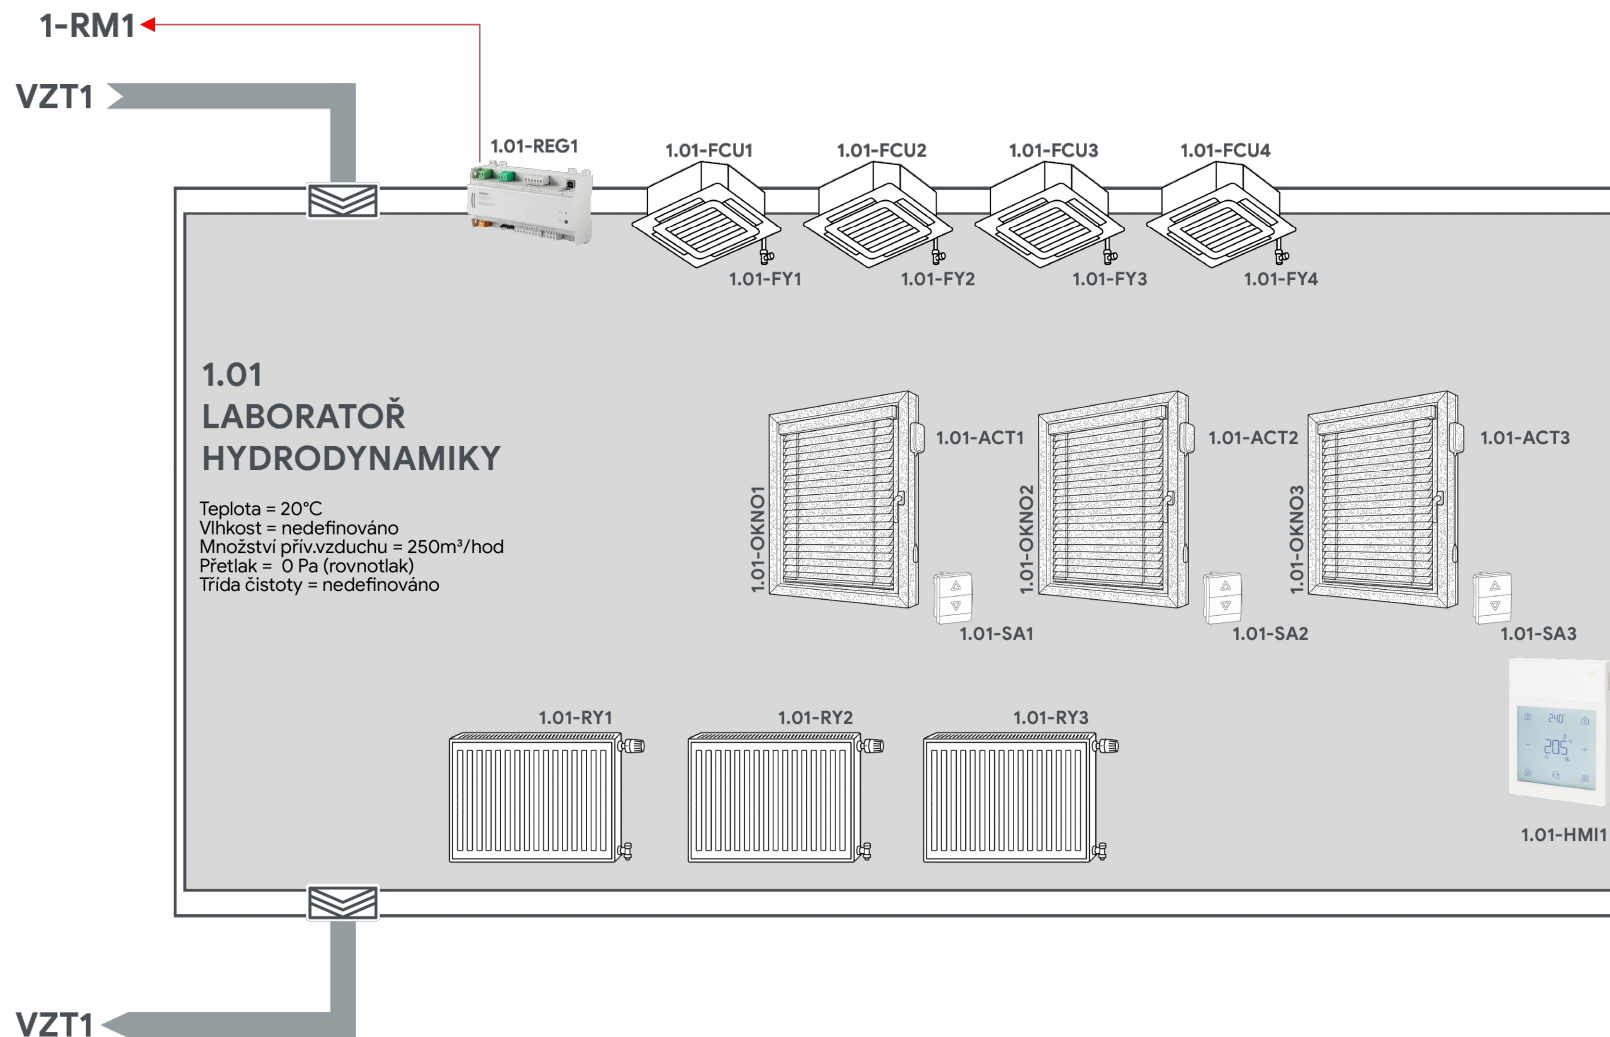 1-RM1
VZT1
1.01-REG1
1.01-FCU1
1.01-FCU2
1.01-FCU3
1.01-FCU4
1.01-FY1
1.01-FY2
1.01-FY3
1.01-FY4
1.01
LABORATOŘ
HYDRODYNAMIKY
Teplota = 20°C
Vlhkost = nedefinováno
Množství přív.vzduchu = 250m³/hod
Přetlak = 0 Pa (rovnotlak)
Třída čistoty = nedefinováno
1.01-OKNO1
1.01-ACT1
1.01-SA1
1.01-OKNO2
1.01-ACT2
1.01-SA2
1.01-OKNO3
1.01-ACT3
1.01-SA3
1.01-RY1
1.01-RY2
1.01-RY3
1.01-HMI1
VZT1